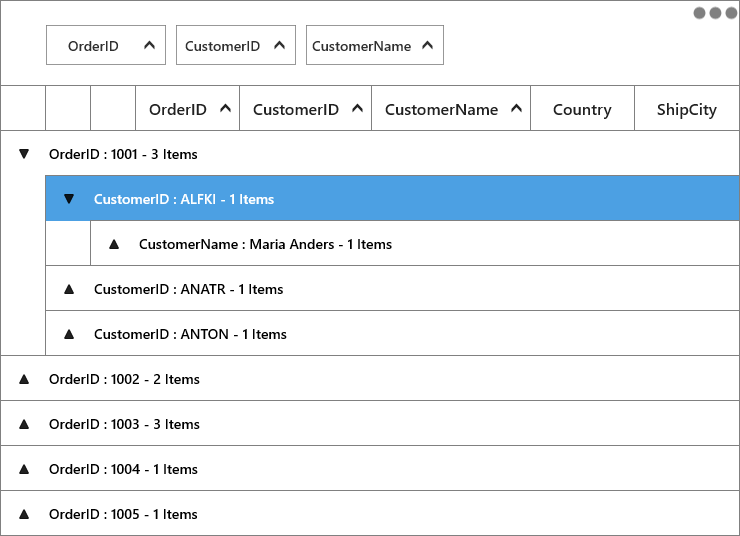 OrderID CustomerID CustomerName
OrderID CustomerID CustomerName Country ShipCity
OrderID : 1001 - 3 Items
CustomerID : ALFKI - 1 Items
CustomerName : Maria Anders - 1 Items
CustomerID : ANATR - 1 Items
CustomerID : ANTON - 1 Items
OrderID : 1002 - 2 Items
OrderID : 1003 - 3 Items
OrderID : 1004 - 1 Items
OrderID : 1005 - 1 Items